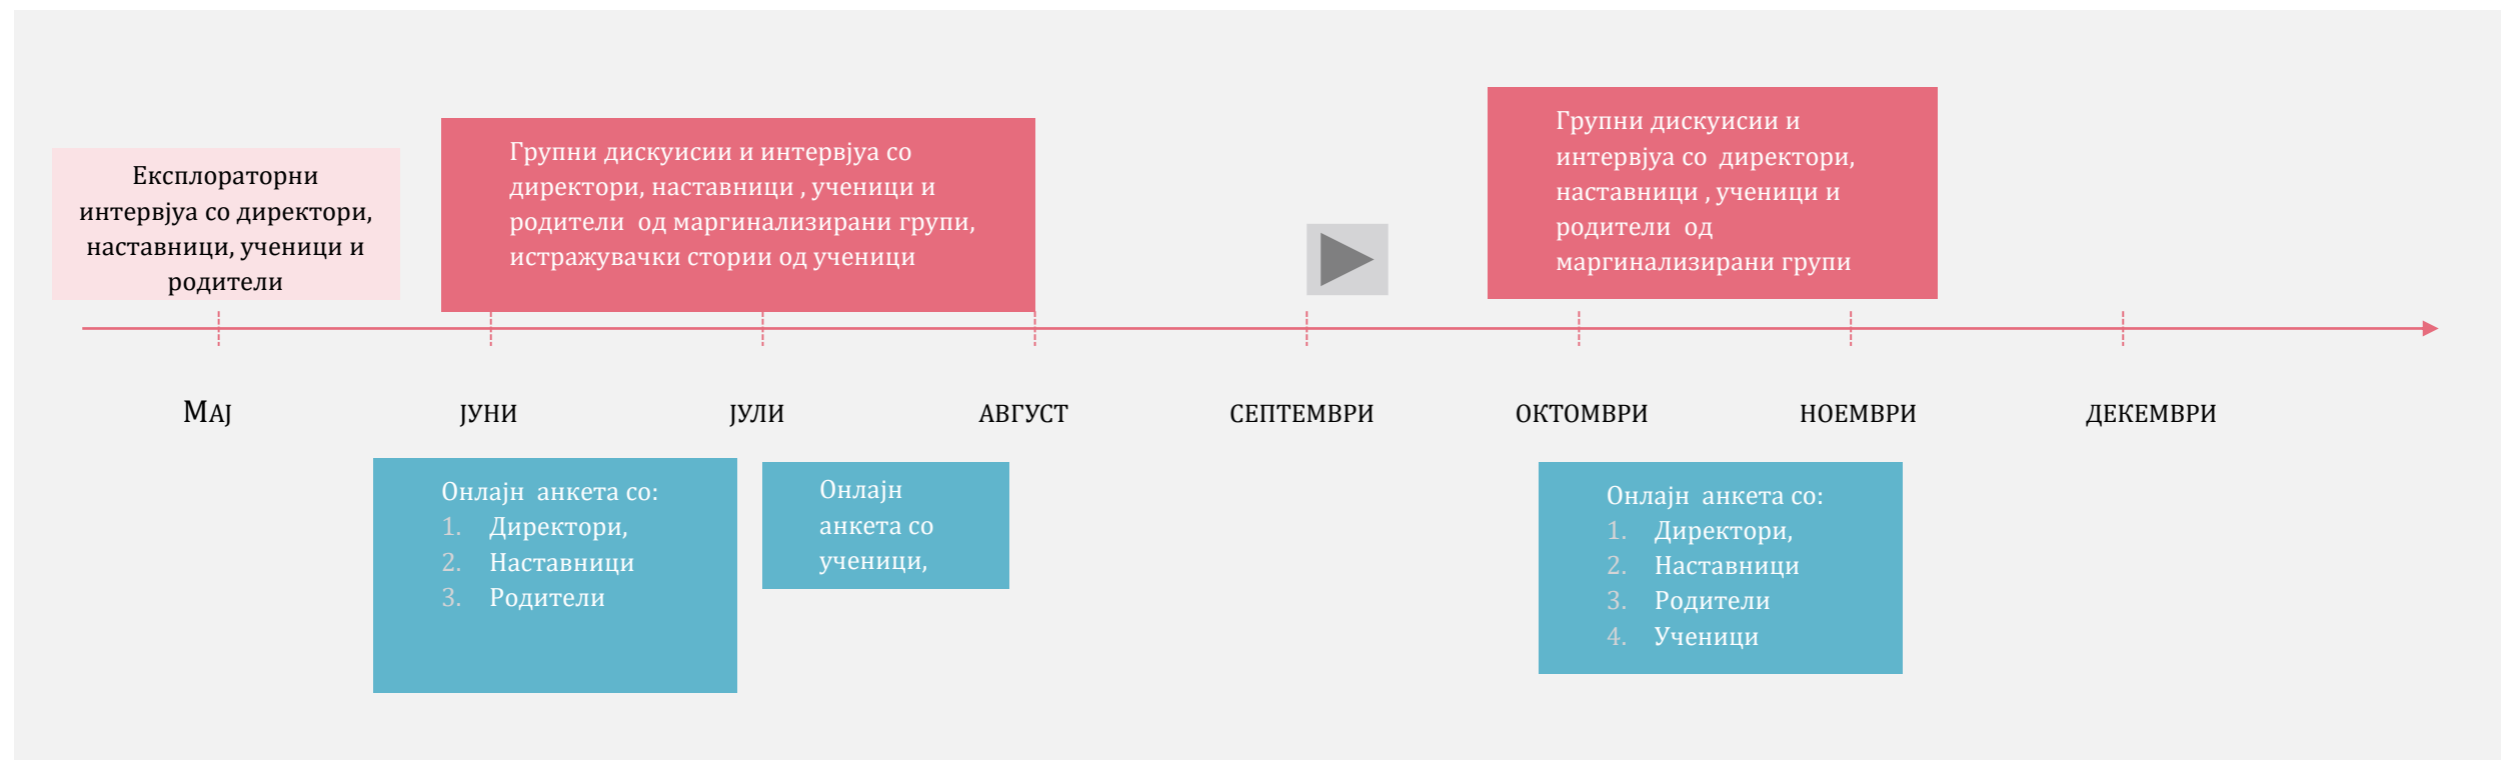 Експлораторни
интервјуа со директори,
наставници, ученици и
родители
Групни дискуисии и интервјуа со
директори, наставници , ученици и
родители  од маргинализирани групи,
истражувачки стории од ученици
Групни дискуисии и
интервјуа со  директори,
наставници , ученици и
родители  од
маргинализирани групи
МАЈ
ЈУНИ
ЈУЛИ
АВГУСТ
СЕПТЕМВРИ
ОКТОМВРИ
НОЕМВРИ
ДЕКЕМВРИ
Онлајн  анкета со:
1. Директори,
2. Наставници
3. Родители
Онлајн
анкета со
ученици,
Онлајн  анкета со:
1. Директори,
2. Наставници
3. Родители
4. Ученици